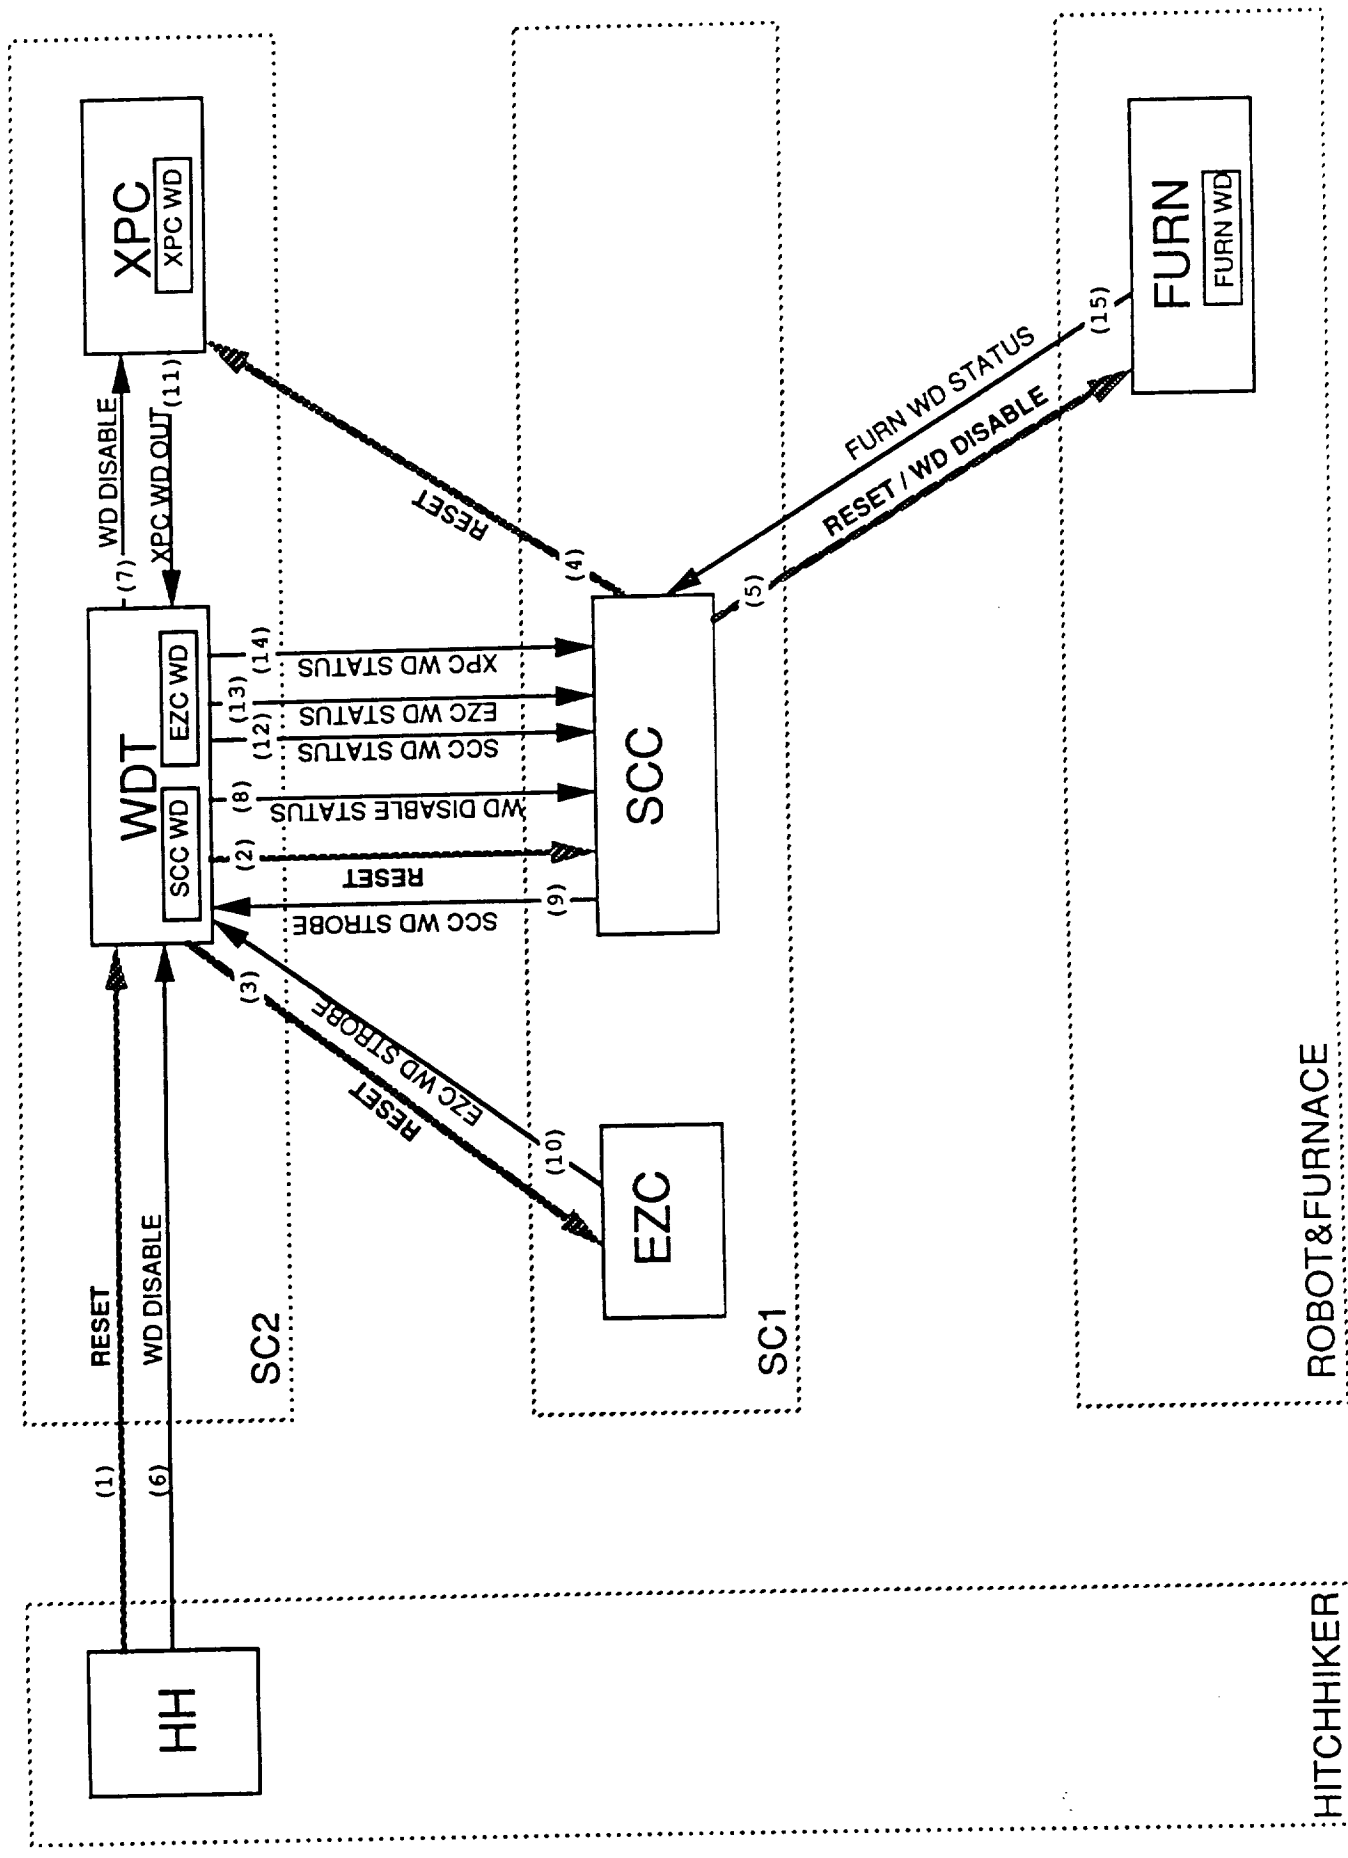 HH
HITCHHIKER
(1)
RESET
(6)
WD DISABLE
SC2
WDT
SCC WD
EZC WD
(7)
WD DISABLE
XPC WD OUT
(11)
XPC
XPC WD
(3)
RESET
EZC WD STROBE
(10)
SCC WD STROBE
(9)
RESET
(2)
WD DISABLE STATUS
(8)
SCC WD STATUS
(12)
EZC WD STATUS
(13)
XPC WD STATUS
(14)
RESET
(4)
EZC
SCC
SC1
(5)
RESET / WD DISABLE
FURN WD STATUS
(15)
FURN
FURN WD
ROBOT&FURNACE